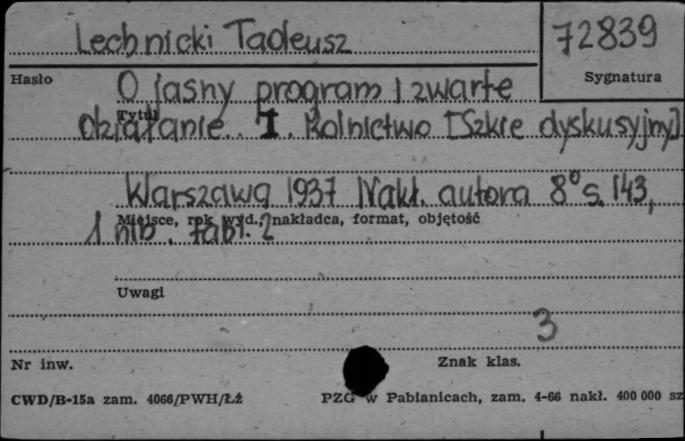 Lechnicki Tadeusz
72839
Hasło
Sygnatura
O jasny program i zwarte
Tytuł
działanie. I. Rolnictwo [Szkic dyskusyjny].
Warszawa 1937 Nakł. autora 8° s. 143,
Miejsce, rok wyd., nakładca, format, objętość
1 nlb. tabl. 2
Uwagi
3
Nr inw.
Znak klas.
CWD/B-15a zam. 4066/PWH/Łż
PZG w Pabianicach, zam. 4-66 nakł. 400 000 sz